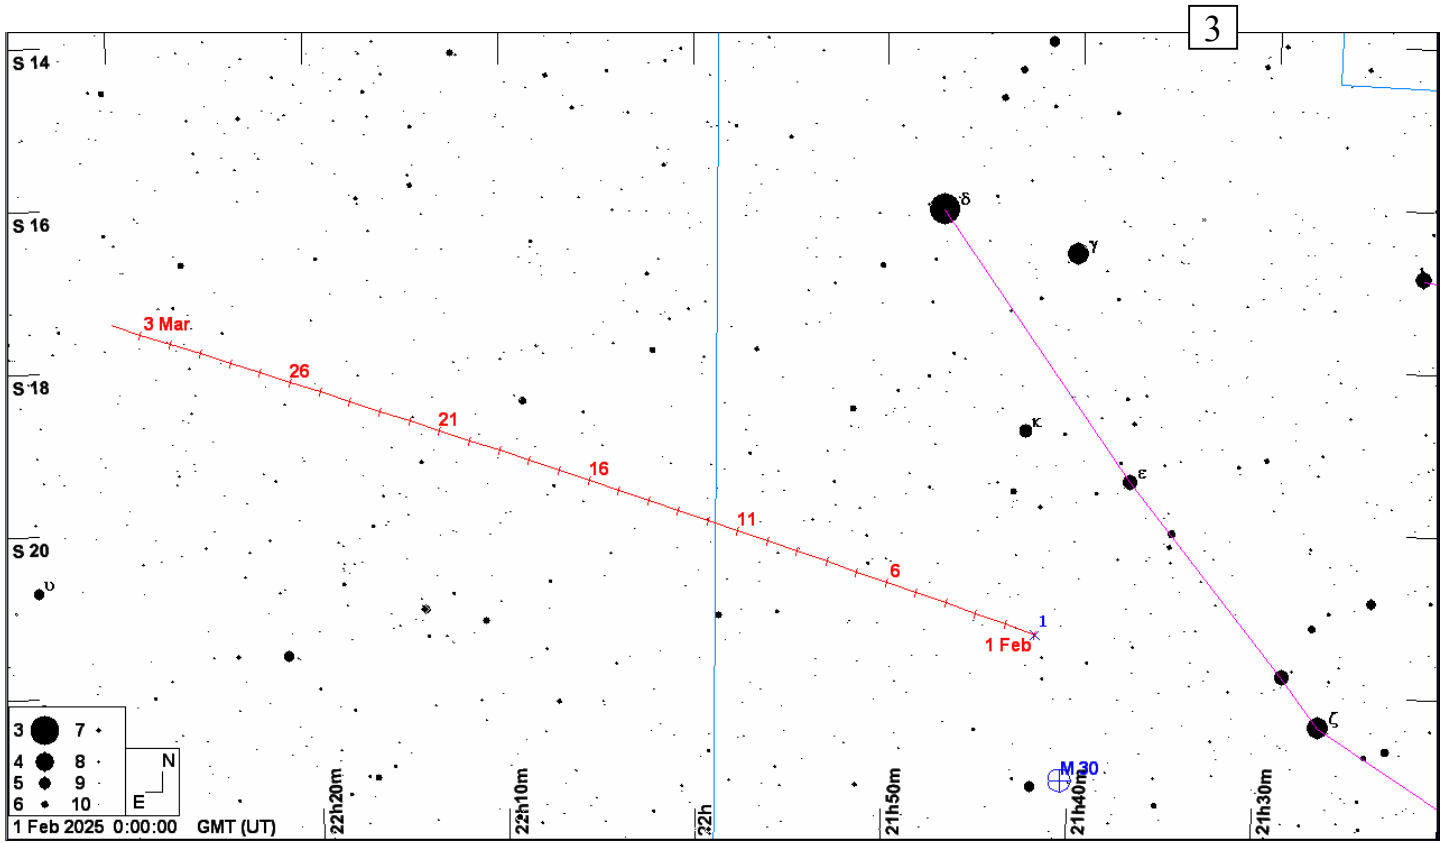 3
S 14
δ
S 16
γ
ι
3 Mar
26
S 18
21
κ
16
ε
11
S 20
6
υ
1
1 Feb
ζ
3 7
4 8
5 9
6 10
N
E
M 30
22h20m
22h10m
22h
21h50m
21h40m
21h30m
1 Feb 2025 0:00:00 GMT (UT)